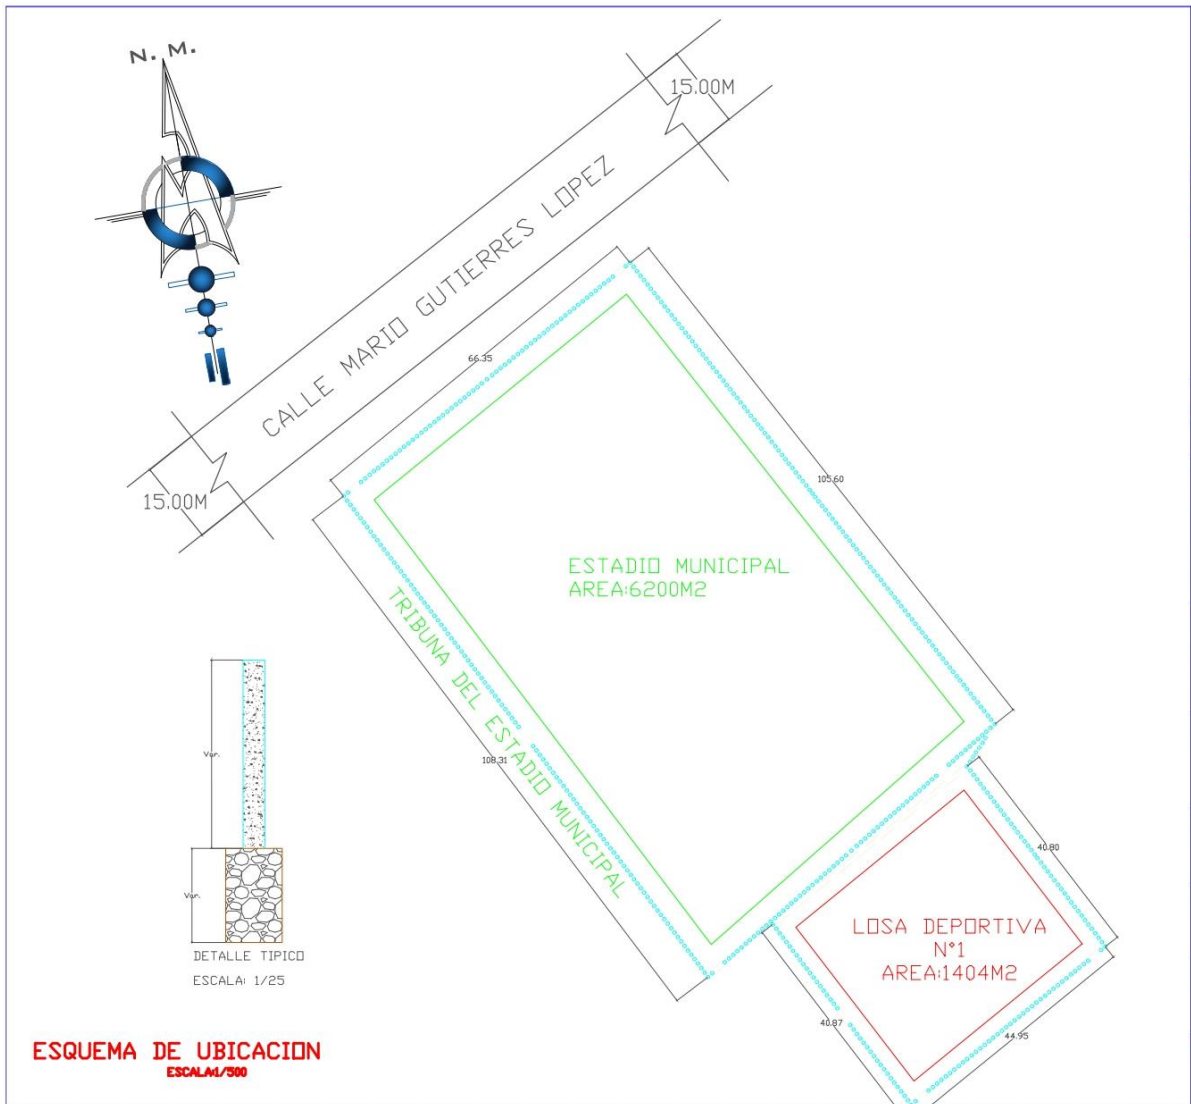 N. M.
15.00M
CALLE MARIO GUTIERRES LOPEZ
66.35
105.60
15.00M
ESTADIO MUNICIPAL
AREA:6200M2
TRIBUNA DEL ESTADIO MUNICIPAL
108.31
Var.
Var.
40.80
LOSA DEPORTIVA
N°1
AREA:1404M2
DETALLE TIPICO
ESCALA: 1/25
40.87
44.95
ESQUEMA DE UBICACION
ESCALA:1/500